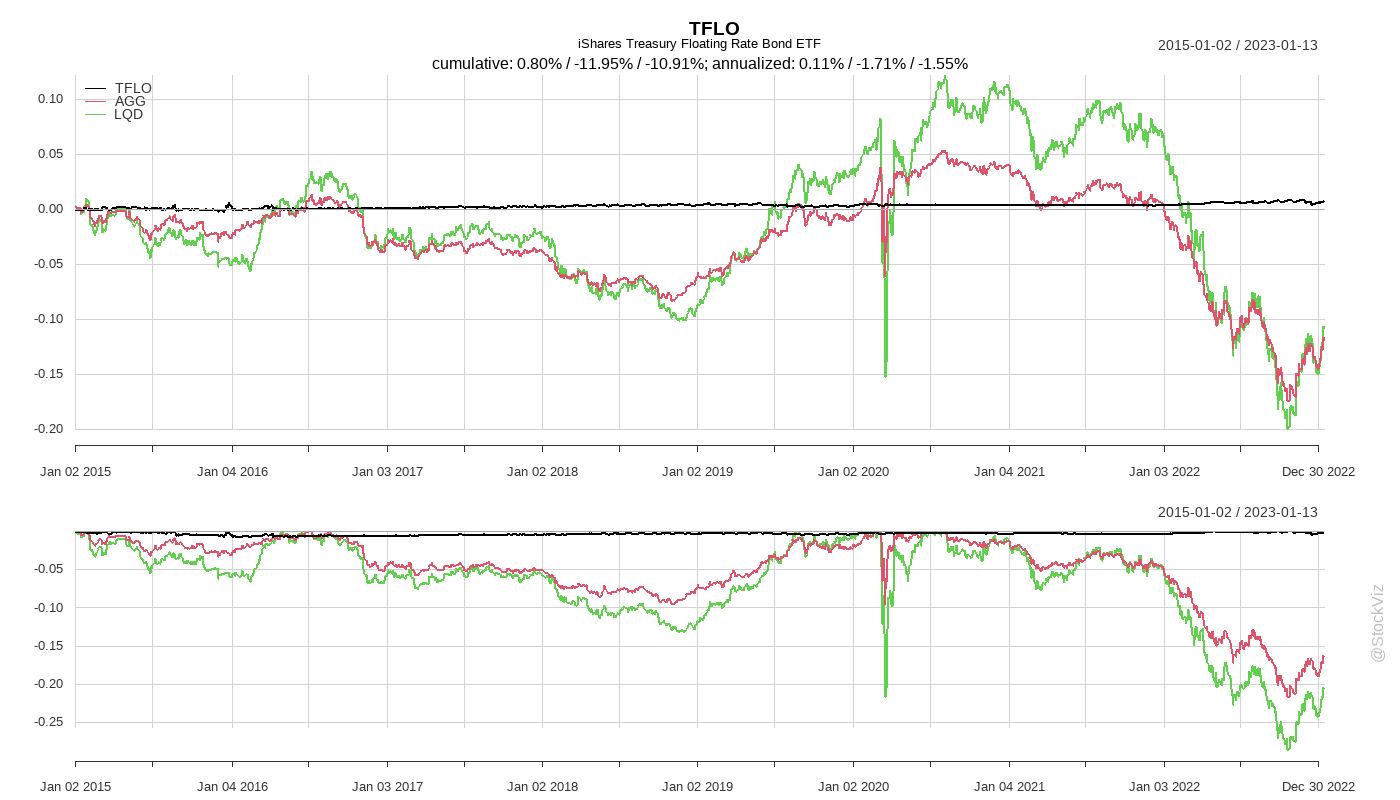 TFLO
iShares Treasury Floating Rate Bond ETF
2015-01-02 / 2023-01-13
cumulative: 0.80% / -11.95% / -10.91%; annualized: 0.11% / -1.71% / -1.55%
TFLO
AGG
LQD
0.10
0.05
0.00
-0.05
-0.10
-0.15
-0.20
Jan 02 2015 Jan 04 2016 Jan 03 2017 Jan 02 2018 Jan 02 2019 Jan 02 2020 Jan 04 2021 Jan 03 2022 Dec 30 2022
2015-01-02 / 2023-01-13
-0.05
-0.10
-0.15
-0.20
-0.25
Jan 02 2015 Jan 04 2016 Jan 03 2017 Jan 02 2018 Jan 02 2019 Jan 02 2020 Jan 04 2021 Jan 03 2022 Dec 30 2022
@StockViz